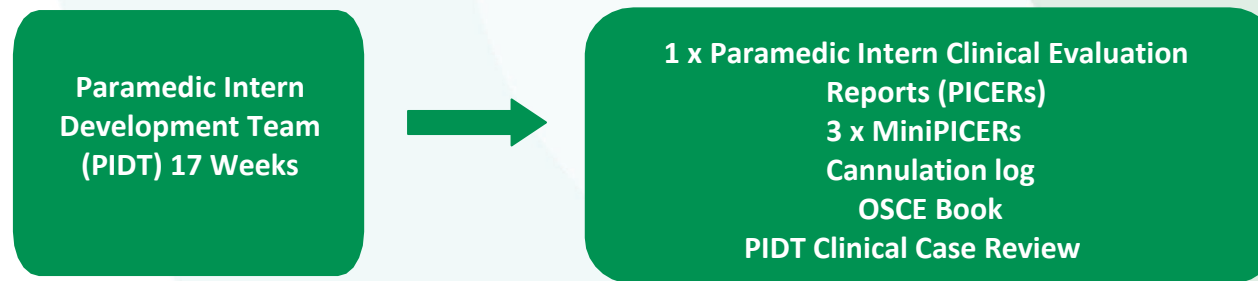 Paramedic Intern
Development Team
(PIDT) 17 Weeks
1 x Paramedic Intern Clinical Evaluation
Reports (PICERs)
3 x MiniPICERs
Cannulation log
OSCE Book
PIDT Clinical Case Review